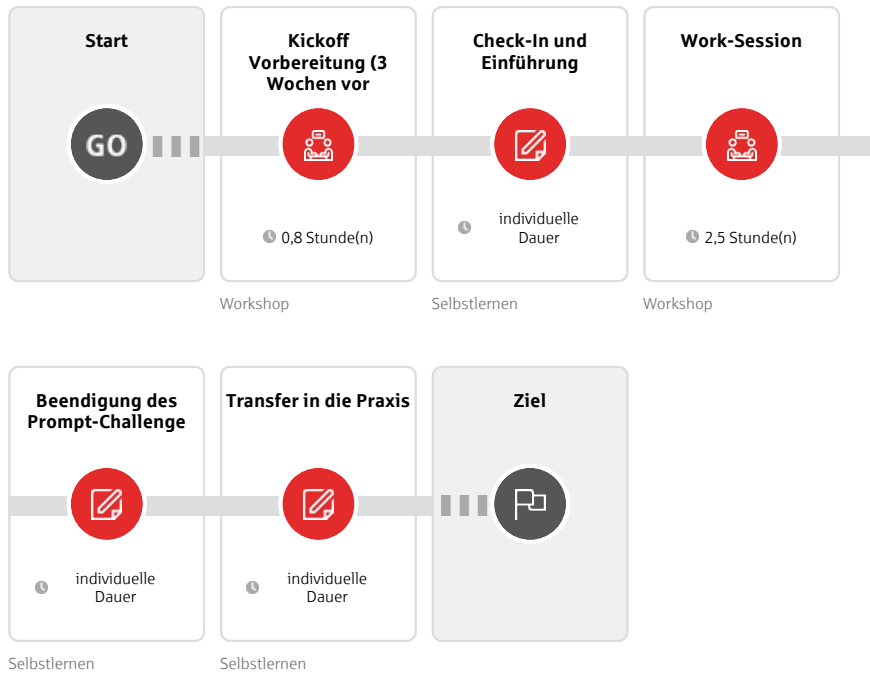 Start
Kickoff
Vorbereitung (3
Wochen vor
Check-In und
Einführung
Work-Session
GO
0,8 Stunde(n)
individuelle
Dauer
2,5 Stunde(n)
Workshop
Selbstlernen
Workshop
Beendigung des
Prompt-Challenge
Transfer in die Praxis
Ziel
individuelle
Dauer
individuelle
Dauer
Selbstlernen
Selbstlernen